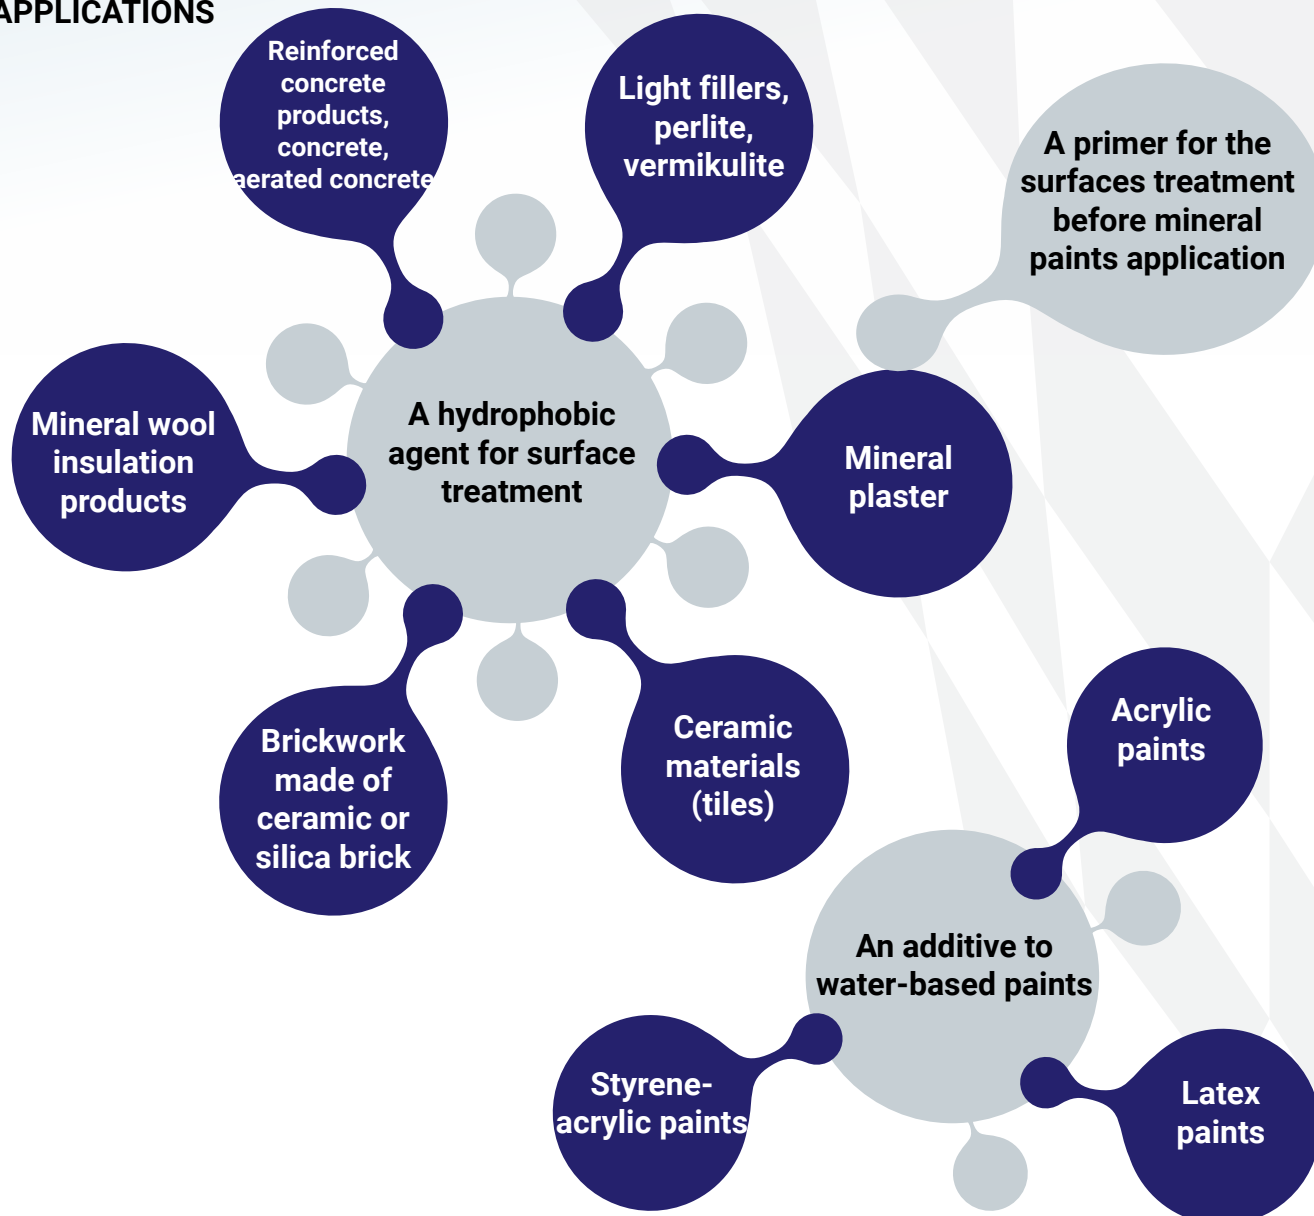 APPLICATIONS
Reinforced
concrete
products,
concrete,
aerated concrete
Light fillers,
perlite,
vermikulite
A primer for the
surfaces treatment
before mineral
paints application
Mineral wool
insulation
products
A hydrophobic
agent for surface
treatment
Mineral
plaster
Brickwork
made of
ceramic or
silica brick
Ceramic
materials
(tiles)
Acrylic
paints
An additive to
water-based paints
Styrene-
acrylic paints
Latex
paints